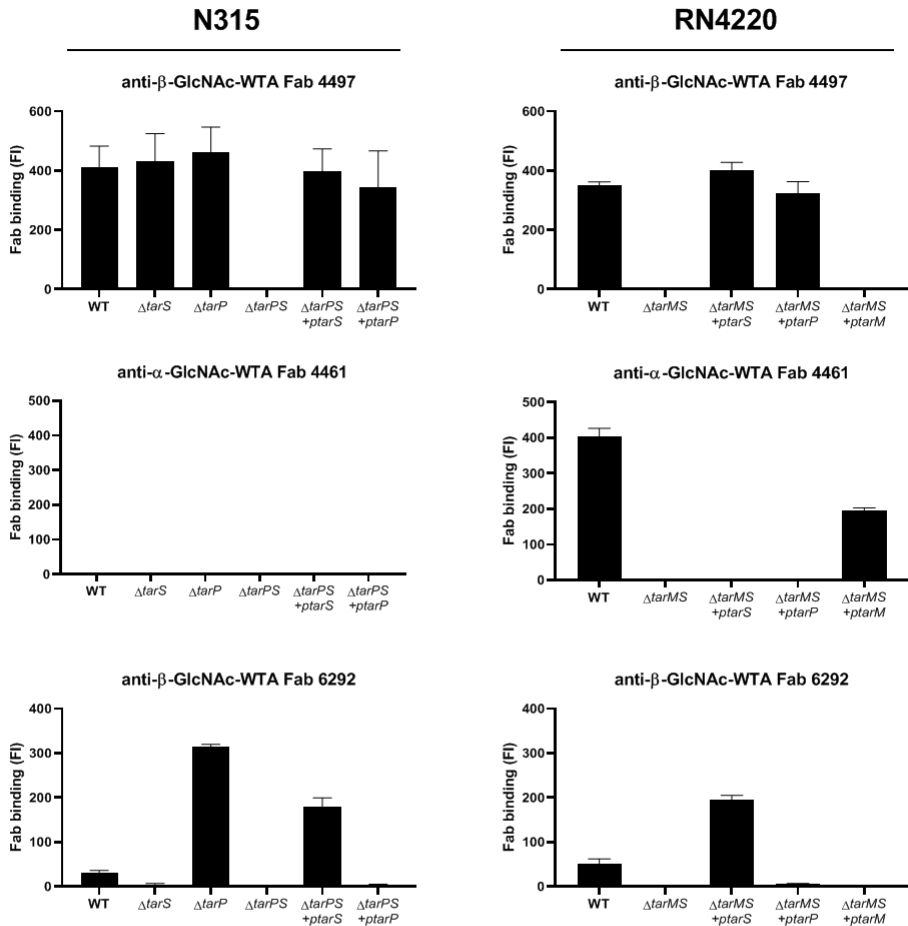 N315
RN4220
anti-β-GlcNAc-WTA Fab 4497
Fab binding (FI)
600
400
200
0
WT ΔtarS ΔtarP ΔtarPS ΔtarPS ΔtarPS
+ptarS +ptarP
anti-β-GlcNAc-WTA Fab 4497
Fab binding (FI)
600
400
200
0
WT ΔtarMS ΔtarMS ΔtarMS ΔtarMS
+ptarS +ptarP +ptarM
anti-α-GlcNAc-WTA Fab 4461
Fab binding (FI)
500
400
300
200
100
0
WT ΔtarS ΔtarP ΔtarPS ΔtarPS ΔtarPS
+ptarS +ptarP
anti-α-GlcNAc-WTA Fab 4461
Fab binding (FI)
500
400
300
200
100
0
WT ΔtarMS ΔtarMS ΔtarMS ΔtarMS
+ptarS +ptarP +ptarM
anti-β-GlcNAc-WTA Fab 6292
Fab binding (FI)
400
300
200
100
0
WT ΔtarS ΔtarP ΔtarPS ΔtarPS ΔtarPS
+ptarS +ptarP
anti-β-GlcNAc-WTA Fab 6292
Fab binding (FI)
400
300
200
100
0
WT ΔtarMS ΔtarMS ΔtarMS ΔtarMS
+ptarS +ptarP +ptarM